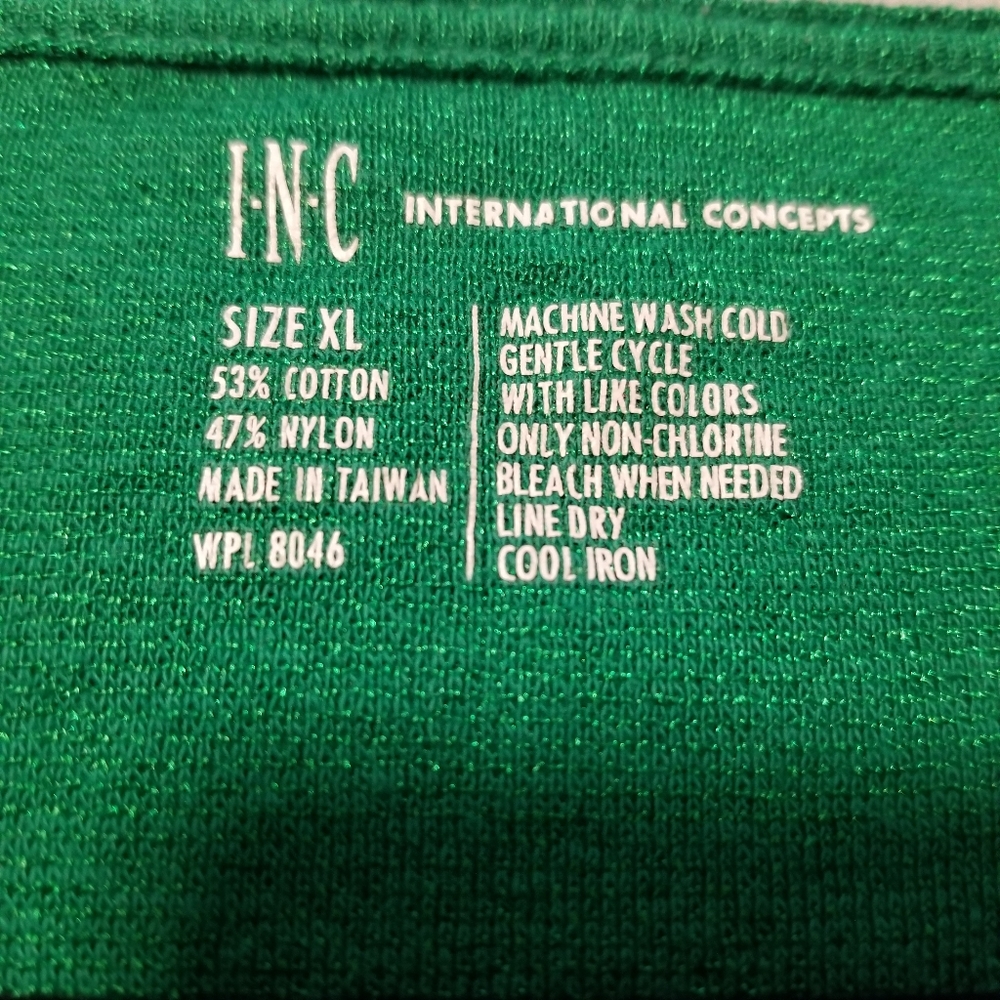 I·N·C INTERNATIONAL CONCEPTS
SIZE XL
53% COTTON
47% NYLON
MADE IN TAIWAN
WPL 8046
MACHINE WASH COLD
GENTLE CYCLE
WITH LIKE COLORS
ONLY NON-CHLORINE
BLEACH WHEN NEEDED
LINE DRY
COOL IRON